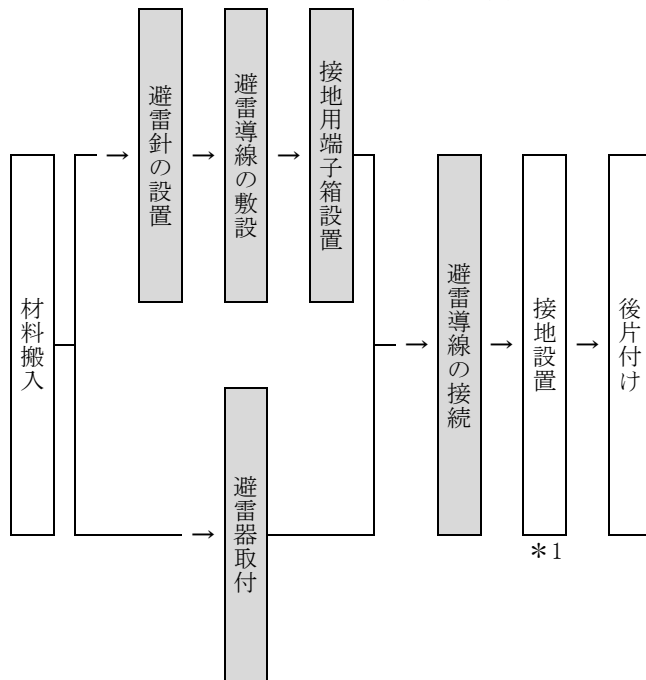 材料搬入
避雷針の設置
避雷導線の敷設
接地用端子箱設置
避雷器取付
避雷導線の接続
接地設置
＊1
後片付け